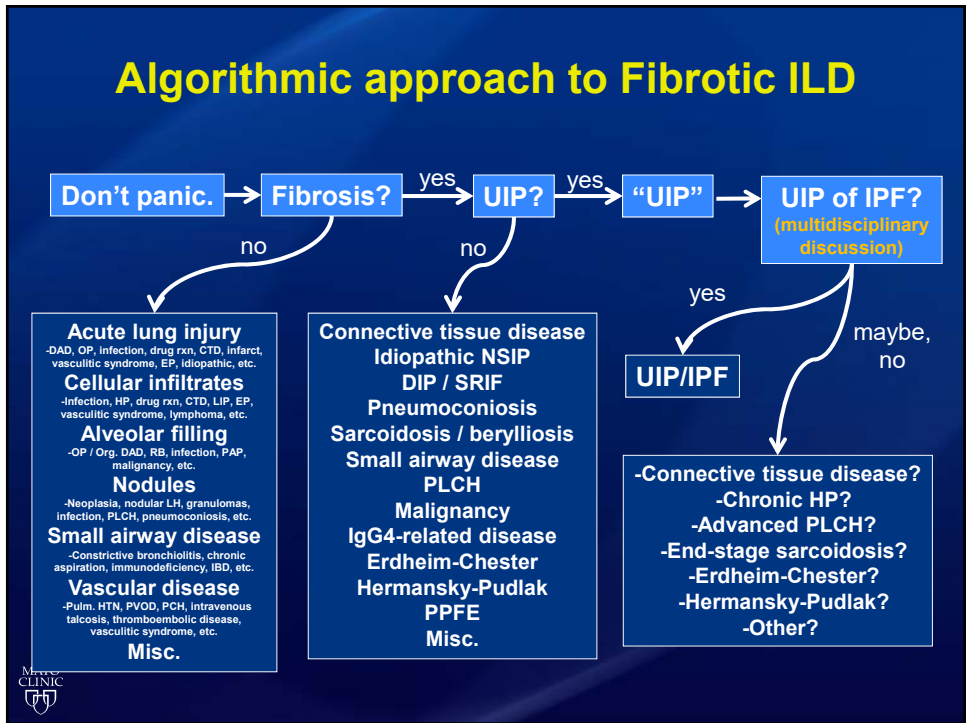 Algorithmic approach to Fibrotic ILD
Don't panic.
Fibrosis?
yes
UIP?
yes
“UIP”
UIP of IPF?
(multidisciplinary
discussion)
no
no
yes
maybe,
no
Acute lung injury
-DAD, OP, infection, drug rxn, CTD, infarct,
vasculitic syndrome, EP, idiopathic, etc.
Cellular infiltrates
-Infection, HP, drug rxn, CTD, LIP, EP,
vasculitic syndrome, lymphoma, etc.
Alveolar filling
-OP / Org. DAD, RB, infection, PAP,
malignancy, etc.
Nodules
-Neoplasia, nodular LH, granulomas,
infection, PLCH, pneumoconiosis, etc.
Small airway disease
-Constrictive bronchiolitis, chronic
aspiration, immunodeficiency, IBD, etc.
Vascular disease
-Pulm. HTN, PVOD, PCH, intravenous
talcosis, thromboembolic disease,
vasculitic syndrome, etc.
Misc.
Connective tissue disease
Idiopathic NSIP
DIP / SRIF
Pneumoconiosis
Sarcoidosis / berylliosis
Small airway disease
PLCH
Malignancy
IgG4-related disease
Erdheim-Chester
Hermansky-Pudlak
PPFE
Misc.
UIP/IPF
-Connective tissue disease?
-Chronic HP?
-Advanced PLCH?
-End-stage sarcoidosis?
-Erdheim-Chester?
-Hermansky-Pudlak?
-Other?
MAYO
CLINIC